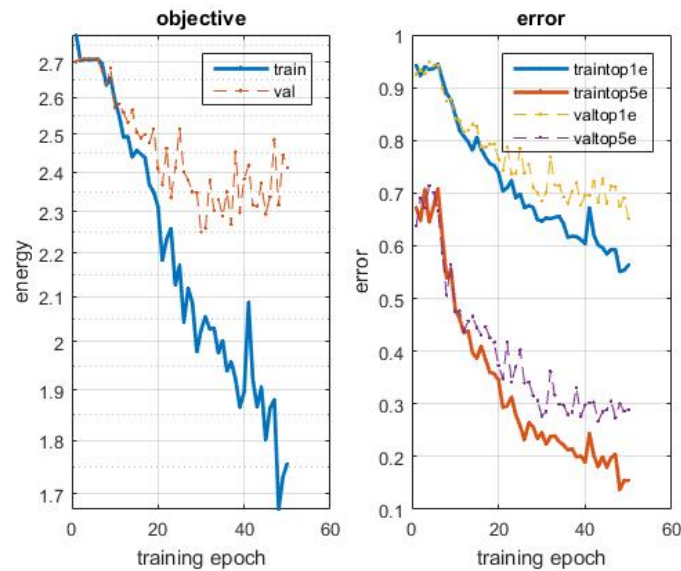 objective
energy
2.7
2.6
2.5
2.4
2.3
2.2
2.1
2
1.9
1.8
1.7
train
val
0
20
40
60
training epoch
error
error
1
0.9
0.8
0.7
0.6
0.5
0.4
0.3
0.2
0.1
traintop1e
traintop5e
valtop1e
valtop5e
0
20
40
60
training epoch